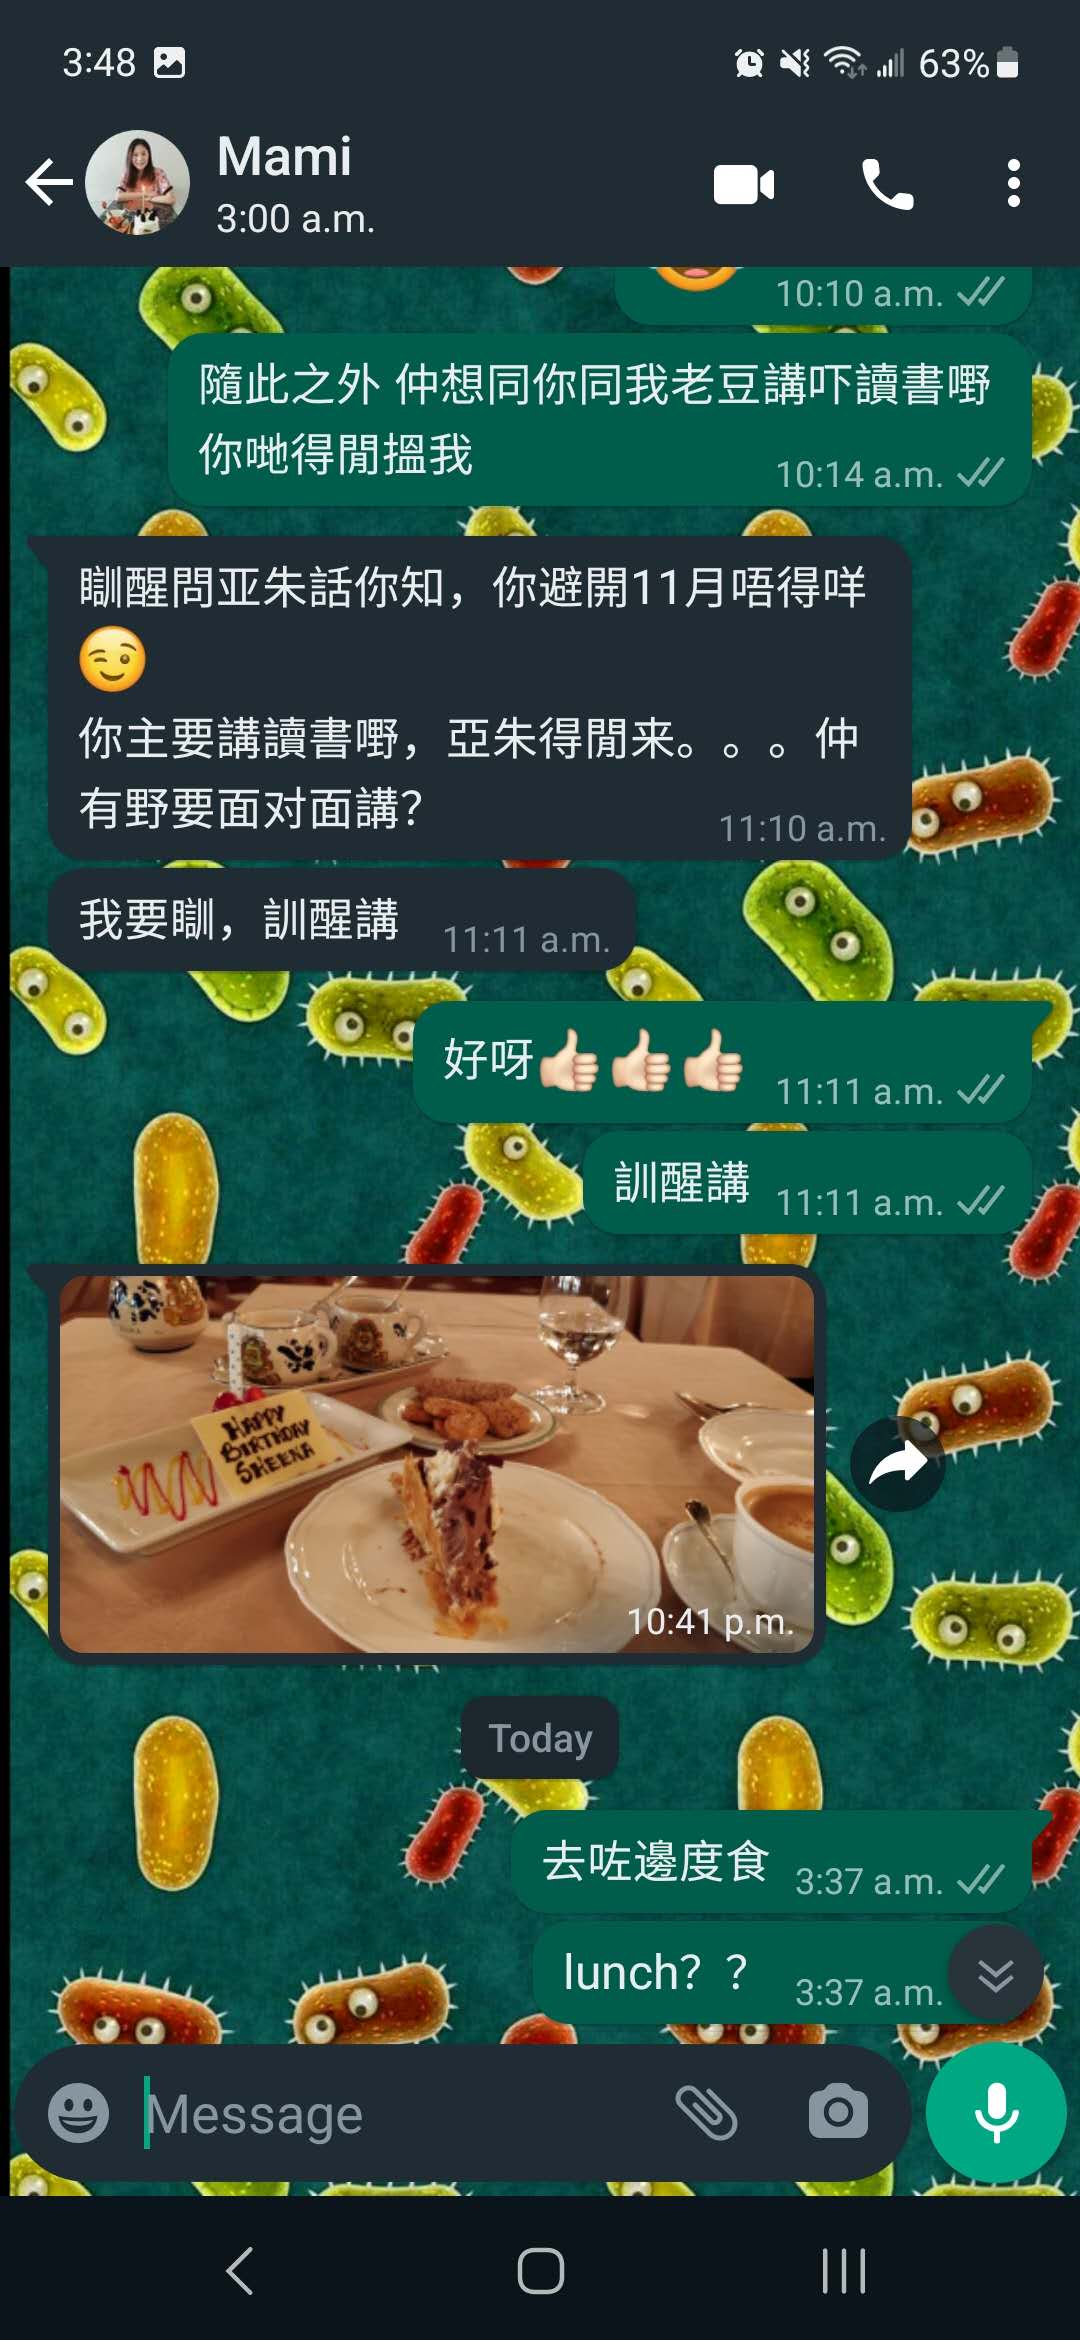 3:48
63%
Mami
3:00 a.m.
10:10 a.m.
隨此之外 仲想同你同我老豆講吓讀書嘢
你哋得閒搵我
10:14 a.m.
瞓醒問亚朱話你知，你避開11月唔得咩
😉
你主要講讀書嘢，亞朱得閒来。。。仲
有野要面对面講？
11:10 a.m.
我要瞓，訓醒講
11:11 a.m.
好呀👍🏻👍🏻👍🏻
11:11 a.m.
訓醒講
11:11 a.m.
HAPPY
BIRTHDAY
SHEENA
10:41 p.m.
Today
去咗邊度食
3:37 a.m.
lunch？？
3:37 a.m.
Message